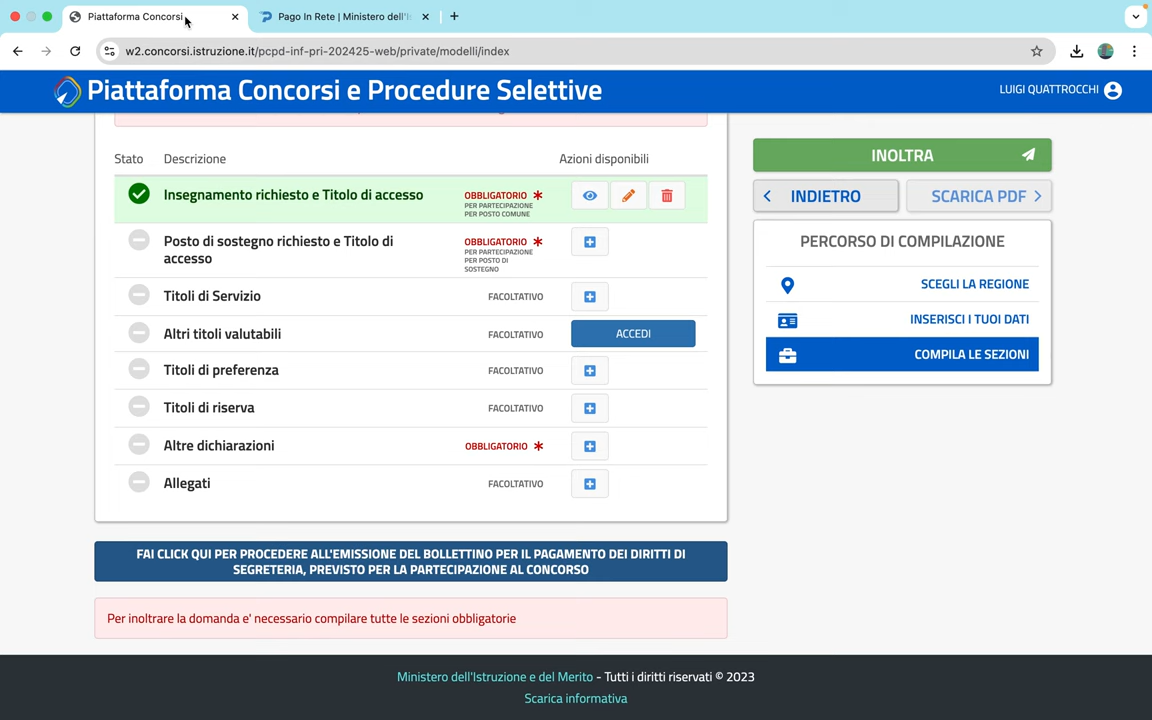 Piattaforma Concorsi
Pago In Rete | Ministero dell'I
w2.concorsi.istruzione.it/pcpd-inf-pri-202425-web/private/modelli/index
Piattaforma Concorsi e Procedure Selettive
LUIGI QUATTROCCHI
Stato Descrizione Azioni disponibili
Insegnamento richiesto e Titolo di accesso
OBBLIGATORIO *
PER PARTECIPAZIONE
PER POSTO COMUNE
Posto di sostegno richiesto e Titolo di
accesso
OBBLIGATORIO *
PER PARTECIPAZIONE
PER POSTO DI
SOSTEGNO
Titoli di Servizio FACOLTATIVO
Altri titoli valutabili FACOLTATIVO ACCEDI
Titoli di preferenza FACOLTATIVO
Titoli di riserva FACOLTATIVO
Altre dichiarazioni OBBLIGATORIO *
Allegati FACOLTATIVO
FAI CLICK QUI PER PROCEDERE ALL'EMISSIONE DEL BOLLETTINO PER IL PAGAMENTO DEI DIRITTI DI
SEGRETERIA, PREVISTO PER LA PARTECIPAZIONE AL CONCORSO
Per inoltrare la domanda e' necessario compilare tutte le sezioni obbligatorie
INOLTRA
INDIETRO SCARICA PDF
PERCORSO DI COMPILAZIONE
SCEGLI LA REGIONE
INSERISCI I TUOI DATI
COMPILA LE SEZIONI
Ministero dell'Istruzione e del Merito - Tutti i diritti riservati © 2023
Scarica informativa